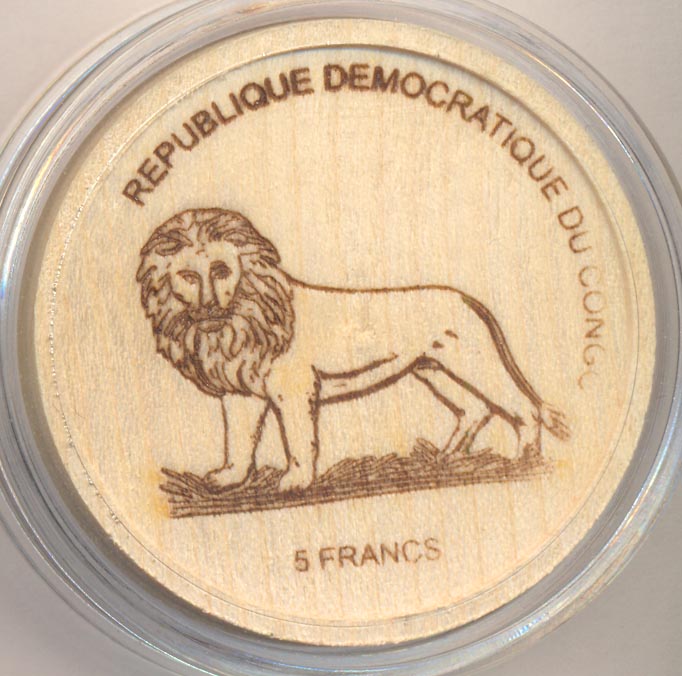 REPUBLIQUE DEMOCRATIQUE DU CONGO
5 FRANCS